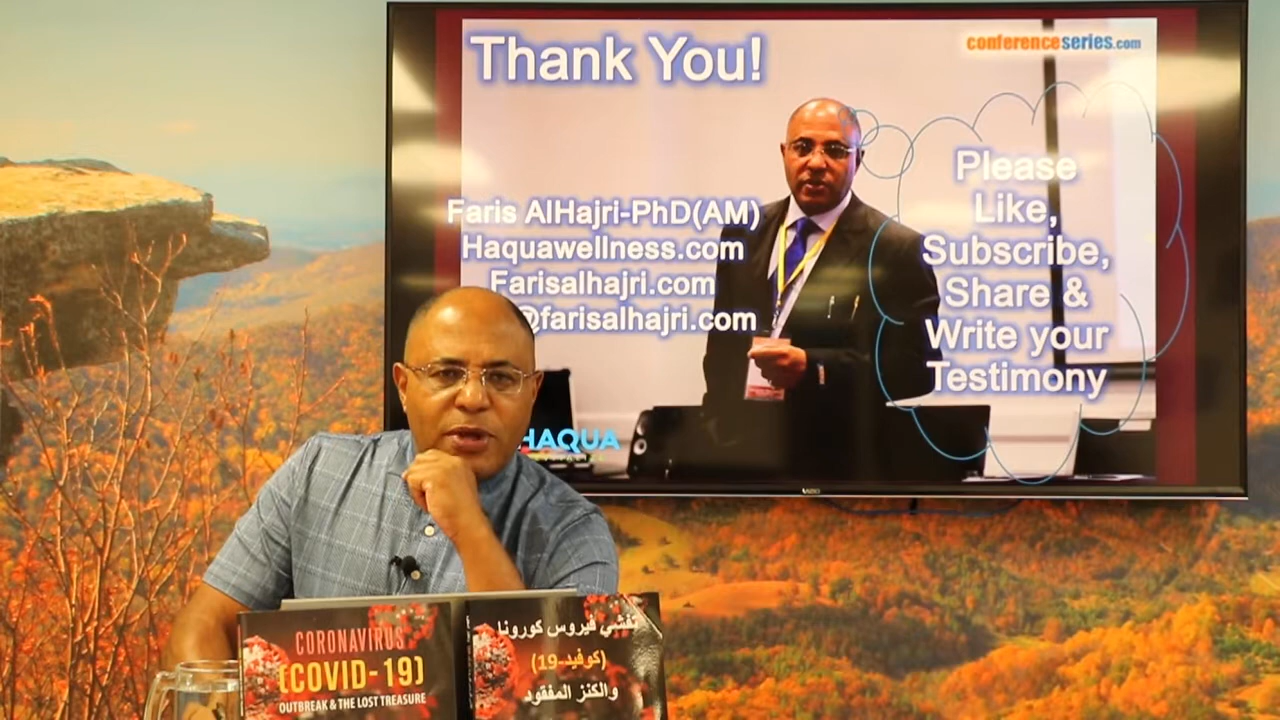 Thank You!
conferenceseries.com
Faris AlHajri-PhD(AM)
Haquawellness.com
Farisalhajri.com
@farisalhajri.com
Please
Like,
Subscribe,
Share &
Write your
Testimony
HAQUA
VIZIO
CORONAVIRUS
(COVID-19)
OUTBREAK & THE LOST TREASURE
تفشي فيروس كورونا
(كوفيد-19)
والكنز المفقود